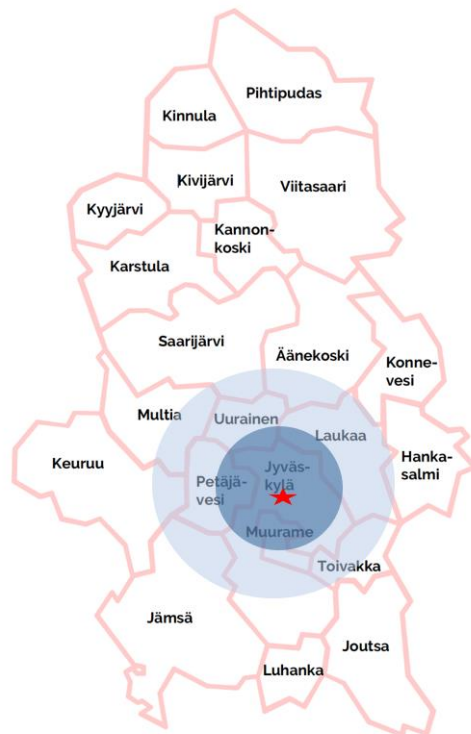 Pihtipudas
Kinnula
Kivijärvi
Viitasaari
Kyyjärvi
Kannon-
koski
Karstula
Saarijärvi
Äänekoski
Konne-
vesi
Multia
Uurainen
Laukaa
Keuruu
Hanka-
salmi
Petäjä-
vesi
Jyväs-
kylä
Muurame
Toivakka
Jämsä
Joutsa
Luhanka